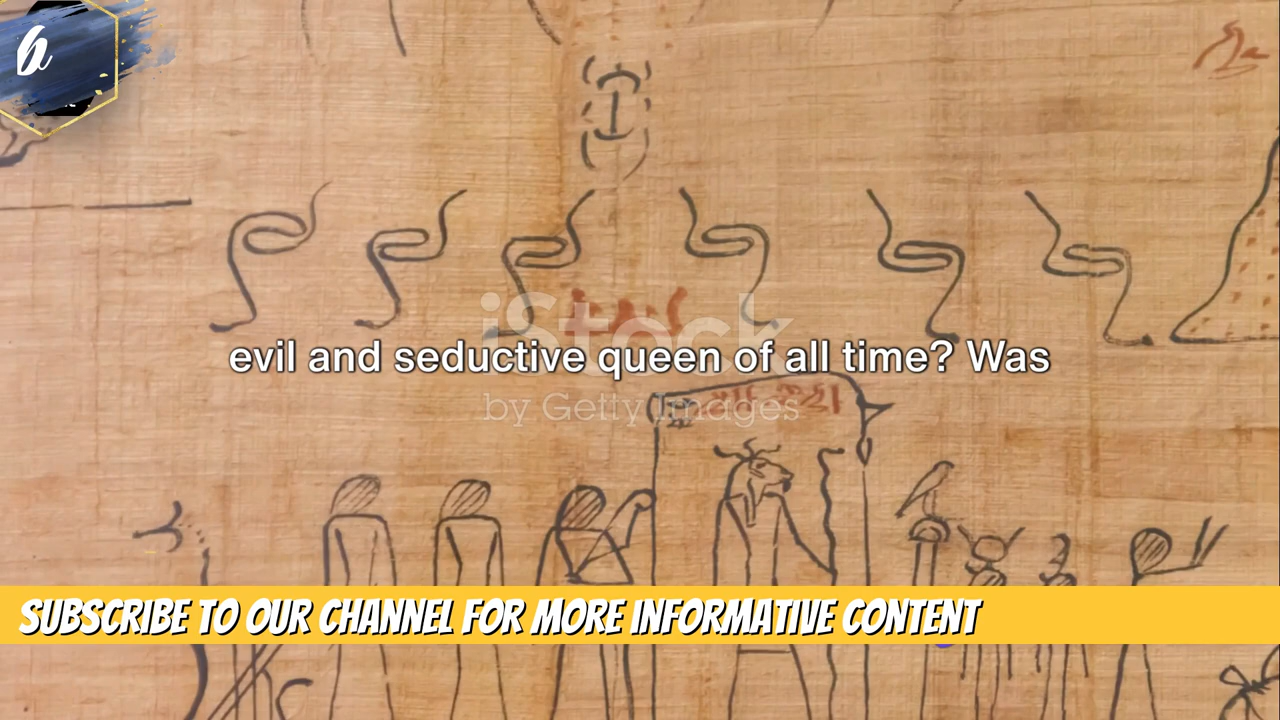 6
iStock
evil and seductive queen of all time? Was
by Getty Images
SUBSCRIBE TO OUR CHANNEL FOR MORE INFORMATIVE CONTENT